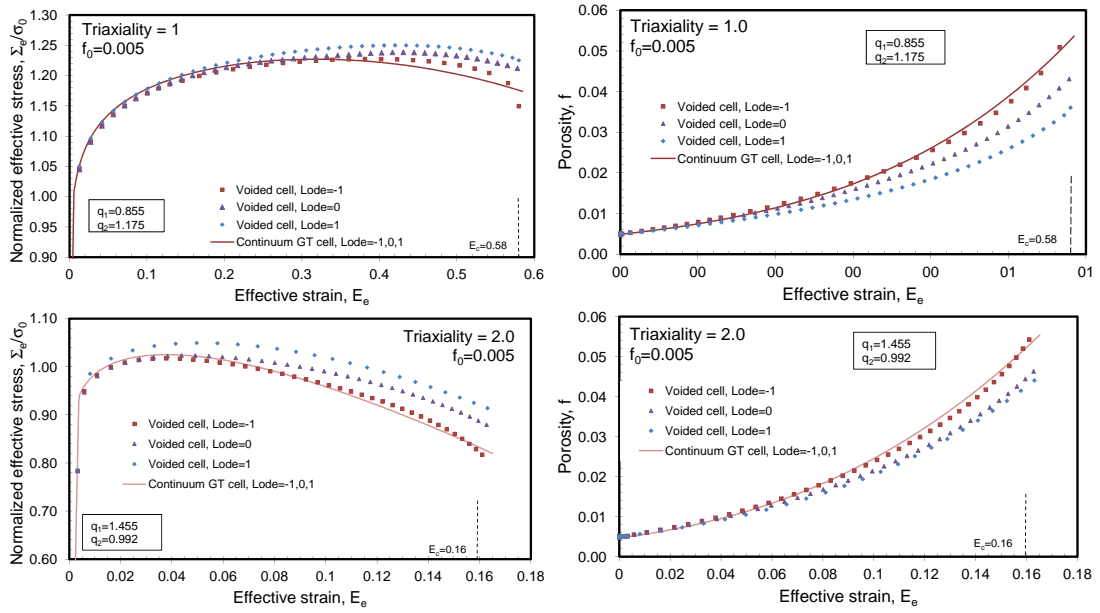 Triaxiality = 1
f0=0.005
Normalized effective stress, Σe/σ0
1.30
1.25
1.20
1.15
1.10
1.05
1.00
0.95
0.90
q1=0.855
q2=1.175
Voided cell, Lode=-1
Voided cell, Lode=0
Voided cell, Lode=1
Continuum GT cell, Lode=-1,0,1
Ec=0.58
0 0.1 0.2 0.3 0.4 0.5 0.6
Effective strain, Ee
Triaxiality = 1.0
f0=0.005
Porosity, f
0.06
0.05
0.04
0.03
0.02
0.01
0.00
q1=0.855
q2=1.175
Voided cell, Lode=-1
Voided cell, Lode=0
Voided cell, Lode=1
Continuum GT cell, Lode=-1,0,1
Ec=0.58
00 00 00 00 00 01 01
Effective strain, Ee
Triaxiality = 2.0
f0=0.005
Normalized effective stress, Σe/σ0
1.10
1.00
0.90
0.80
0.70
0.60
Voided cell, Lode=-1
Voided cell, Lode=0
Voided cell, Lode=1
Continuum GT cell, Lode=-1,0,1
q1=1.455
q2=0.992
Ec=0.16
0 0.02 0.04 0.06 0.08 0.1 0.12 0.14 0.16 0.18
Effective strain, Ee
Triaxiality = 2.0
f0=0.005
Porosity, f
0.06
0.05
0.04
0.03
0.02
0.01
0.00
q1=1.455
q2=0.992
Voided cell, Lode=-1
Voided cell, Lode=0
Voided cell, Lode=1
Continuum GT cell, Lode=-1,0,1
Ec=0.16
0 0.02 0.04 0.06 0.08 0.1 0.12 0.14 0.16 0.18
Effective strain, Ee